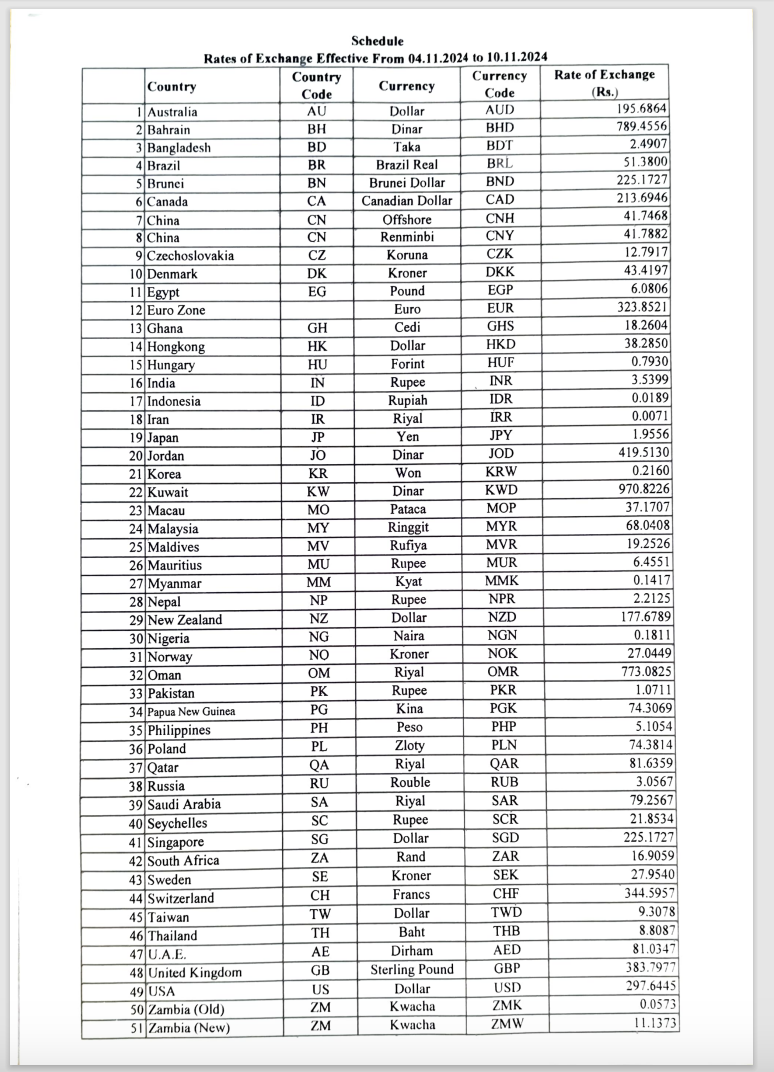 Schedule
Rates of Exchange Effective From 04.11.2024 to 10.11.2024
Country Country Code Currency Currency Code Rate of Exchange (Rs.)
1 Australia AU Dollar AUD 195.6864
2 Bahrain BH Dinar BHD 789.4556
3 Bangladesh BD Taka BDT 2.4907
4 Brazil BR Brazil Real BRL 51.3800
5 Brunei BN Brunei Dollar BND 225.1727
6 Canada CA Canadian Dollar CAD 213.6946
7 China CN Offshore CNH 41.7468
8 China CN Renminbi CNY 41.7882
9 Czechoslovakia CZ Koruna CZK 12.7917
10 Denmark DK Kroner DKK 43.4197
11 Egypt EG Pound EGP 6.0806
12 Euro Zone Euro EUR 323.8521
13 Ghana GH Cedi GHS 18.2604
14 Hongkong HK Dollar HKD 38.2850
15 Hungary HU Forint HUF 0.7930
16 India IN Rupee INR 3.5399
17 Indonesia ID Rupiah IDR 0.0189
18 Iran IR Riyal IRR 0.0071
19 Japan JP Yen JPY 1.9556
20 Jordan JO Dinar JOD 419.5130
21 Korea KR Won KRW 0.2160
22 Kuwait KW Dinar KWD 970.8226
23 Macau MO Pataca MOP 37.1707
24 Malaysia MY Ringgit MYR 68.0408
25 Maldives MV Rufiya MVR 19.2526
26 Mauritius MU Rupee MUR 6.4551
27 Myanmar MM Kyat MMK 0.1417
28 Nepal NP Rupee NPR 2.2125
29 New Zealand NZ Dollar NZD 177.6789
30 Nigeria NG Naira NGN 0.1811
31 Norway NO Kroner NOK 27.0449
32 Oman OM Riyal OMR 773.0825
33 Pakistan PK Rupee PKR 1.0711
34 Papua New Guinea PG Kina PGK 74.3069
35 Philippines PH Peso PHP 5.1054
36 Poland PL Zloty PLN 74.3814
37 Qatar QA Riyal QAR 81.6359
38 Russia RU Rouble RUB 3.0567
39 Saudi Arabia SA Riyal SAR 79.2567
40 Seychelles SC Rupee SCR 21.8534
41 Singapore SG Dollar SGD 225.1727
42 South Africa ZA Rand ZAR 16.9059
43 Sweden SE Kroner SEK 27.9540
44 Switzerland CH Francs CHF 344.5957
45 Taiwan TW Dollar TWD 9.3078
46 Thailand TH Baht THB 8.8087
47 U.A.E. AE Dirham AED 81.0347
48 United Kingdom GB Sterling Pound GBP 383.7977
49 USA US Dollar USD 297.6445
50 Zambia (Old) ZM Kwacha ZMK 0.0573
51 Zambia (New) ZM Kwacha ZMW 11.1373